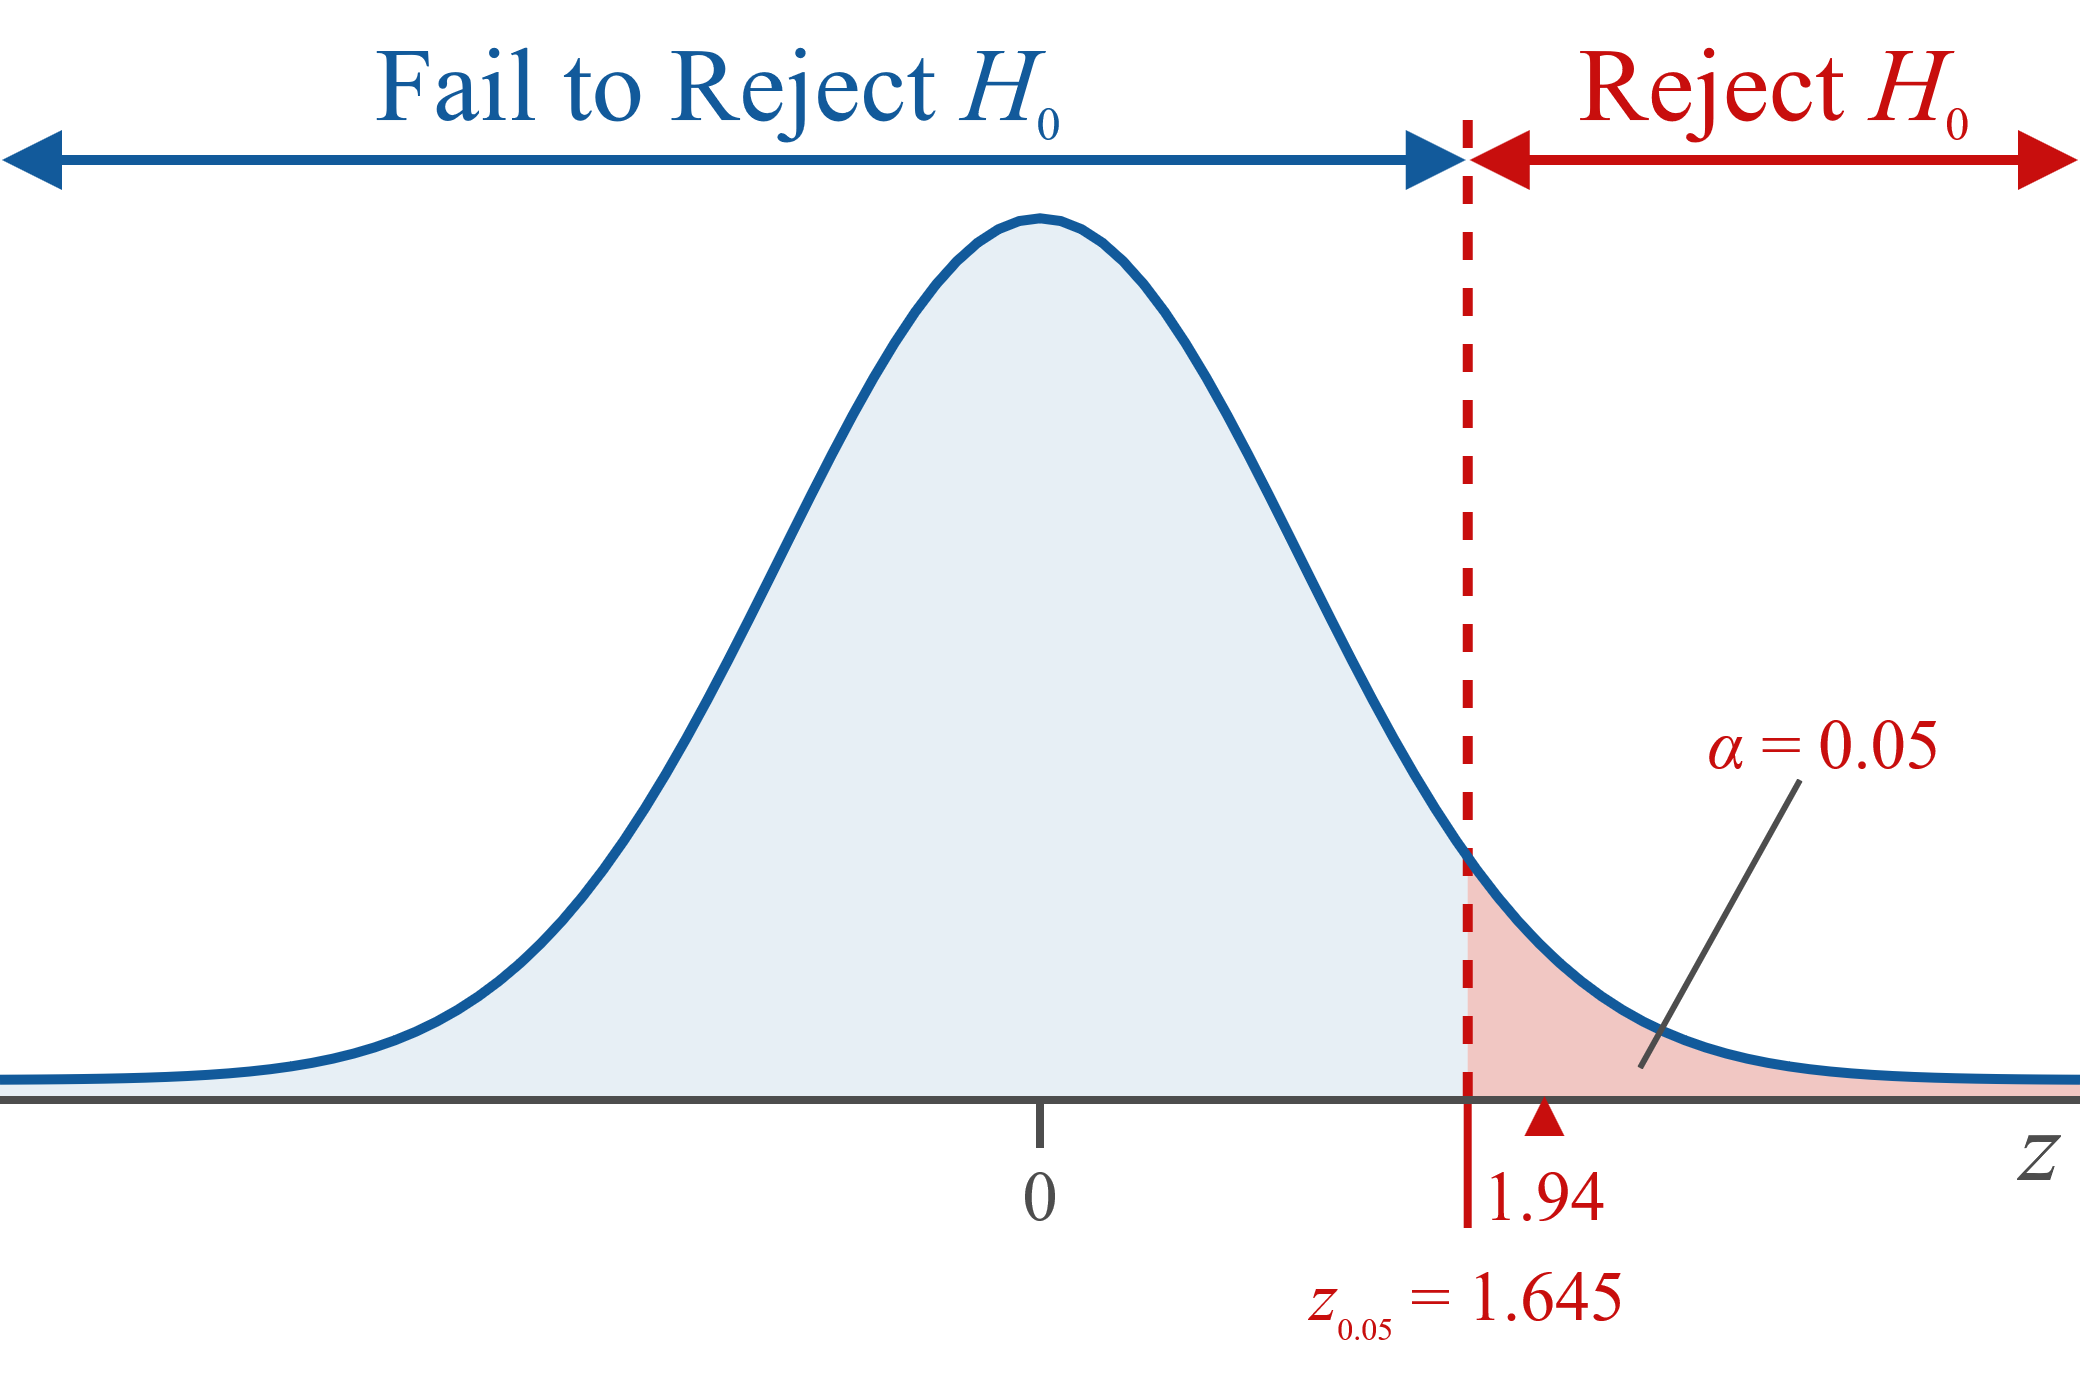 Fail to Reject H₀ Reject H₀
α = 0.05
z
0 1.94
z₀.₀₅ = 1.645